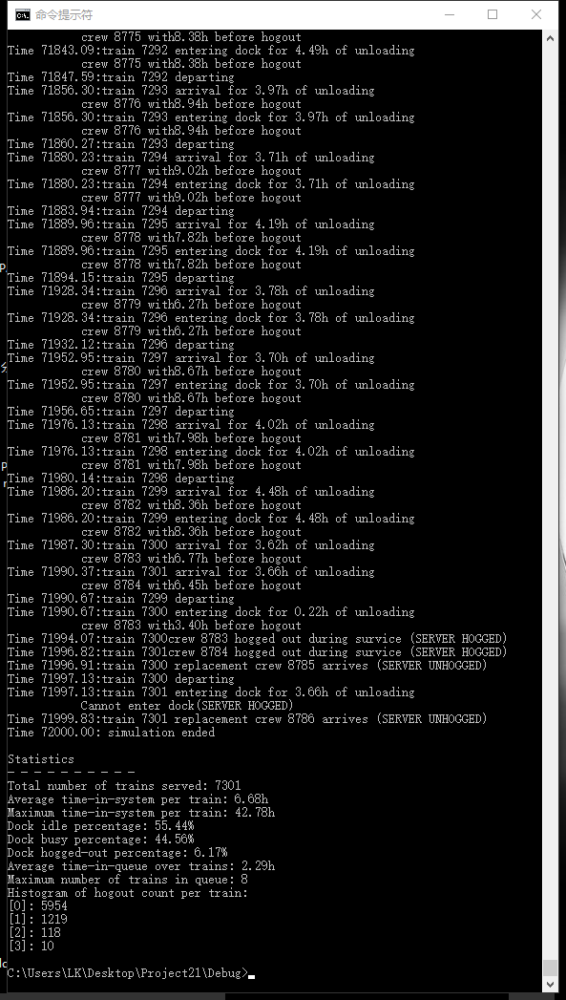 命令提示符
crew 8775 with8.38h before hogout
Time 71843.09:train 7292 entering dock for 4.49h of unloading
crew 8775 with8.38h before hogout
Time 71847.59:train 7292 departing
Time 71856.30:train 7293 arrival for 3.97h of unloading
crew 8776 with8.94h before hogout
Time 71856.30:train 7293 entering dock for 3.97h of unloading
crew 8776 with8.94h before hogout
Time 71860.27:train 7293 departing
Time 71880.23:train 7294 arrival for 3.71h of unloading
crew 8777 with9.02h before hogout
Time 71880.23:train 7294 entering dock for 3.71h of unloading
crew 8777 with9.02h before hogout
Time 71883.94:train 7294 departing
Time 71889.96:train 7295 arrival for 4.19h of unloading
crew 8778 with7.82h before hogout
Time 71889.96:train 7295 entering dock for 4.19h of unloading
crew 8778 with7.82h before hogout
Time 71894.15:train 7295 departing
Time 71928.34:train 7296 arrival for 3.78h of unloading
crew 8779 with6.27h before hogout
Time 71928.34:train 7296 entering dock for 3.78h of unloading
crew 8779 with6.27h before hogout
Time 71932.12:train 7296 departing
Time 71952.95:train 7297 arrival for 3.70h of unloading
crew 8780 with8.67h before hogout
Time 71952.95:train 7297 entering dock for 3.70h of unloading
crew 8780 with8.67h before hogout
Time 71956.65:train 7297 departing
Time 71976.13:train 7298 arrival for 4.02h of unloading
crew 8781 with7.98h before hogout
Time 71976.13:train 7298 entering dock for 4.02h of unloading
crew 8781 with7.98h before hogout
Time 71980.14:train 7298 departing
Time 71986.20:train 7299 arrival for 4.48h of unloading
crew 8782 with8.36h before hogout
Time 71986.20:train 7299 entering dock for 4.48h of unloading
crew 8782 with8.36h before hogout
Time 71987.30:train 7300 arrival for 3.62h of unloading
crew 8783 with6.77h before hogout
Time 71990.37:train 7301 arrival for 3.66h of unloading
crew 8784 with6.45h before hogout
Time 71990.67:train 7299 departing
Time 71990.67:train 7300 entering dock for 0.22h of unloading
crew 8783 with3.40h before hogout
Time 71994.07:train 7300crew 8783 hogged out during survice (SERVER HOGGED)
Time 71996.82:train 7301crew 8784 hogged out during survice (SERVER HOGGED)
Time 71996.91:train 7300 replacement crew 8785 arrives (SERVER UNHOGGED)
Time 71997.13:train 7300 departing
Time 71997.13:train 7301 entering dock for 3.66h of unloading
Cannot enter dock(SERVER HOGGED)
Time 71999.83:train 7301 replacement crew 8786 arrives (SERVER UNHOGGED)
Time 72000.00: simulation ended
Statistics
- - - - - - - - - -
Total number of trains served: 7301
Average time-in-system per train: 6.68h
Maximum time-in-system per train: 42.78h
Dock idle percentage: 55.44%
Dock busy percentage: 44.56%
Dock hogged-out percentage: 6.17%
Average time-in-queue over trains: 2.29h
Maximum number of trains in queue: 8
Histogram of hogout count per train:
[0]: 5954
[1]: 1219
[2]: 118
[3]: 10
C:\Users\LK\Desktop\Project21\Debug>